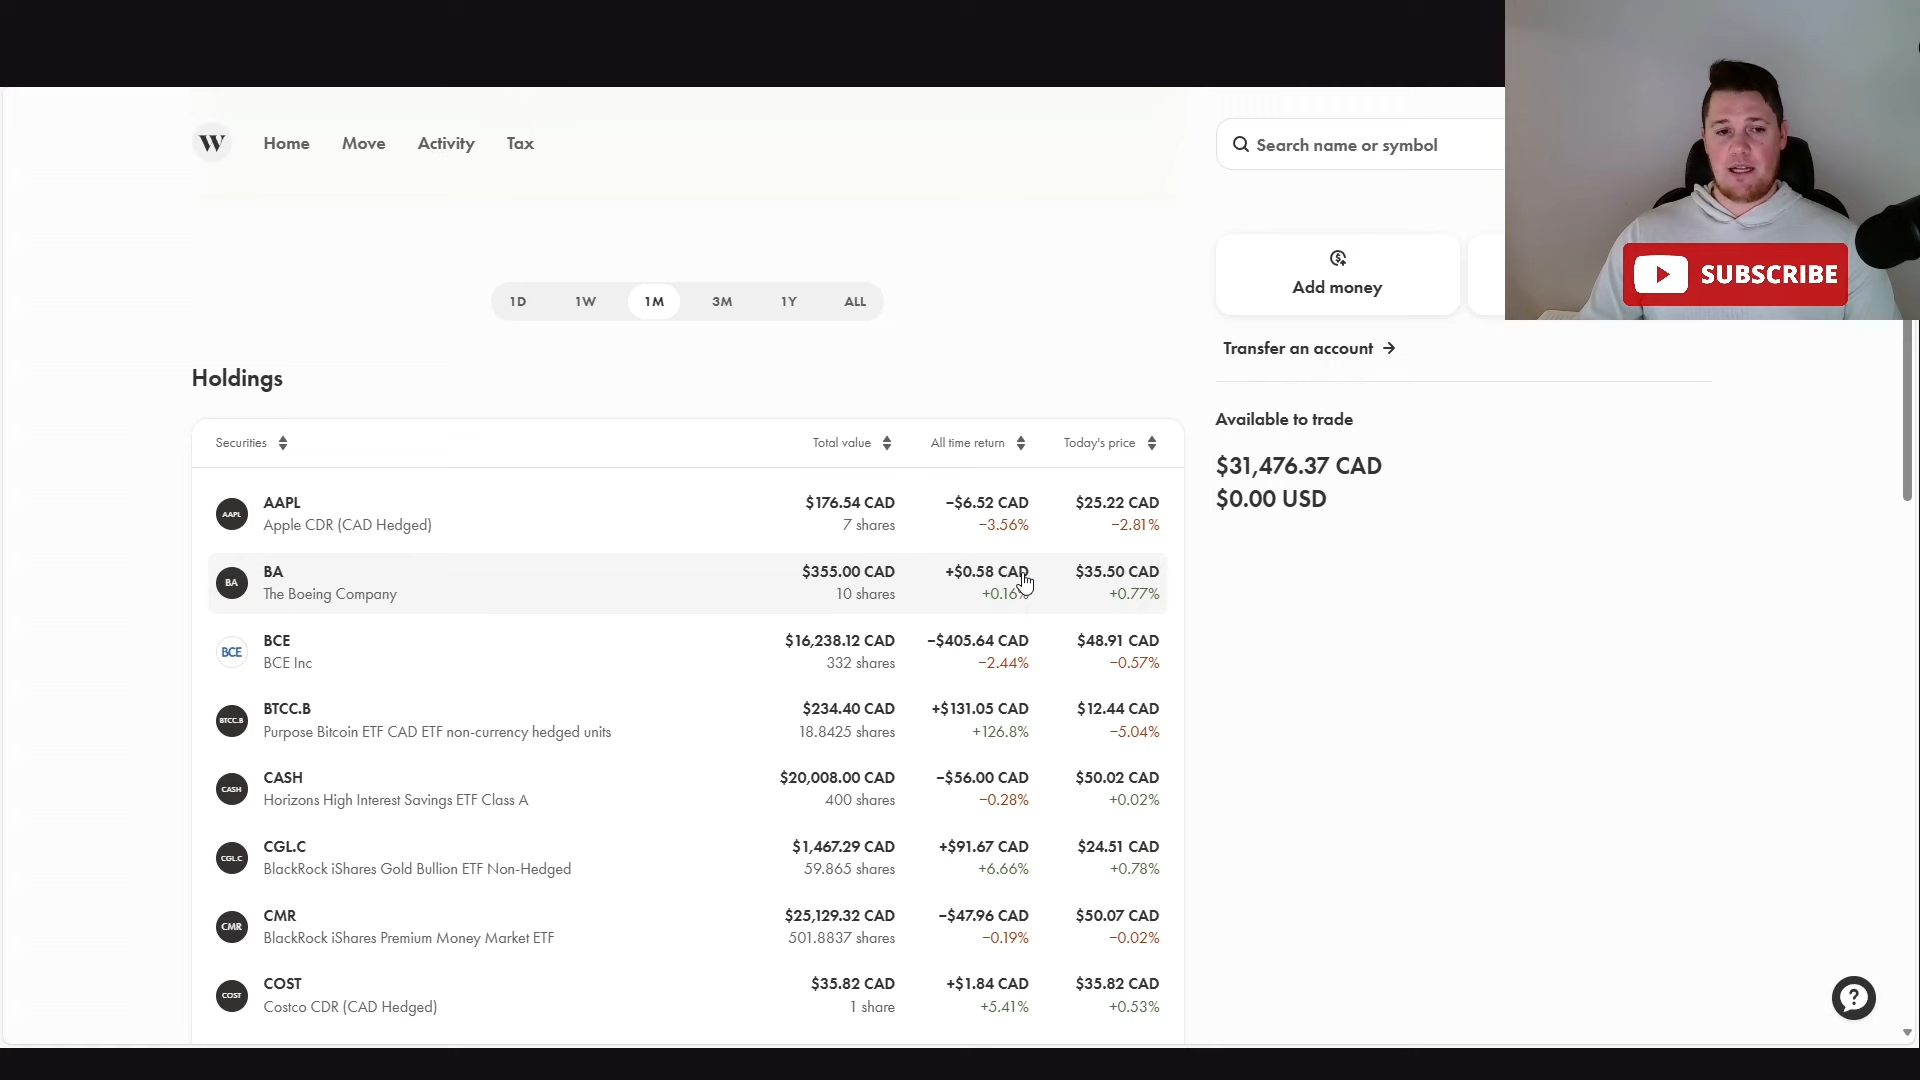 W
Home Move Activity Tax
Search name or symbol
SUBSCRIBE
1D 1W 1M 3M 1Y ALL
Add money
Transfer an account →
Holdings
Available to trade
$31,476.37 CAD
$0.00 USD
Securities Total value All time return Today's price
AAPL AAPL $176.54 CAD −$6.52 CAD $25.22 CAD
Apple CDR (CAD Hedged) 7 shares −3.56% −2.81%
BA BA $355.00 CAD +$0.58 CAD $35.50 CAD
The Boeing Company 10 shares +0.16% +0.77%
BCE BCE $16,238.12 CAD −$405.64 CAD $48.91 CAD
BCE Inc 332 shares −2.44% −0.57%
BTCC.B BTCC.B $234.40 CAD +$131.05 CAD $12.44 CAD
Purpose Bitcoin ETF CAD ETF non-currency hedged units 18.8425 shares +126.8% −5.04%
CASH CASH $20,008.00 CAD −$56.00 CAD $50.02 CAD
Horizons High Interest Savings ETF Class A 400 shares −0.28% +0.02%
CGL.C CGL.C $1,467.29 CAD +$91.67 CAD $24.51 CAD
BlackRock iShares Gold Bullion ETF Non-Hedged 59.865 shares +6.66% +0.78%
CMR CMR $25,129.32 CAD −$47.96 CAD $50.07 CAD
BlackRock iShares Premium Money Market ETF 501.8837 shares −0.19% −0.02%
COST COST $35.82 CAD +$1.84 CAD $35.82 CAD
Costco CDR (CAD Hedged) 1 share +5.41% +0.53%
?